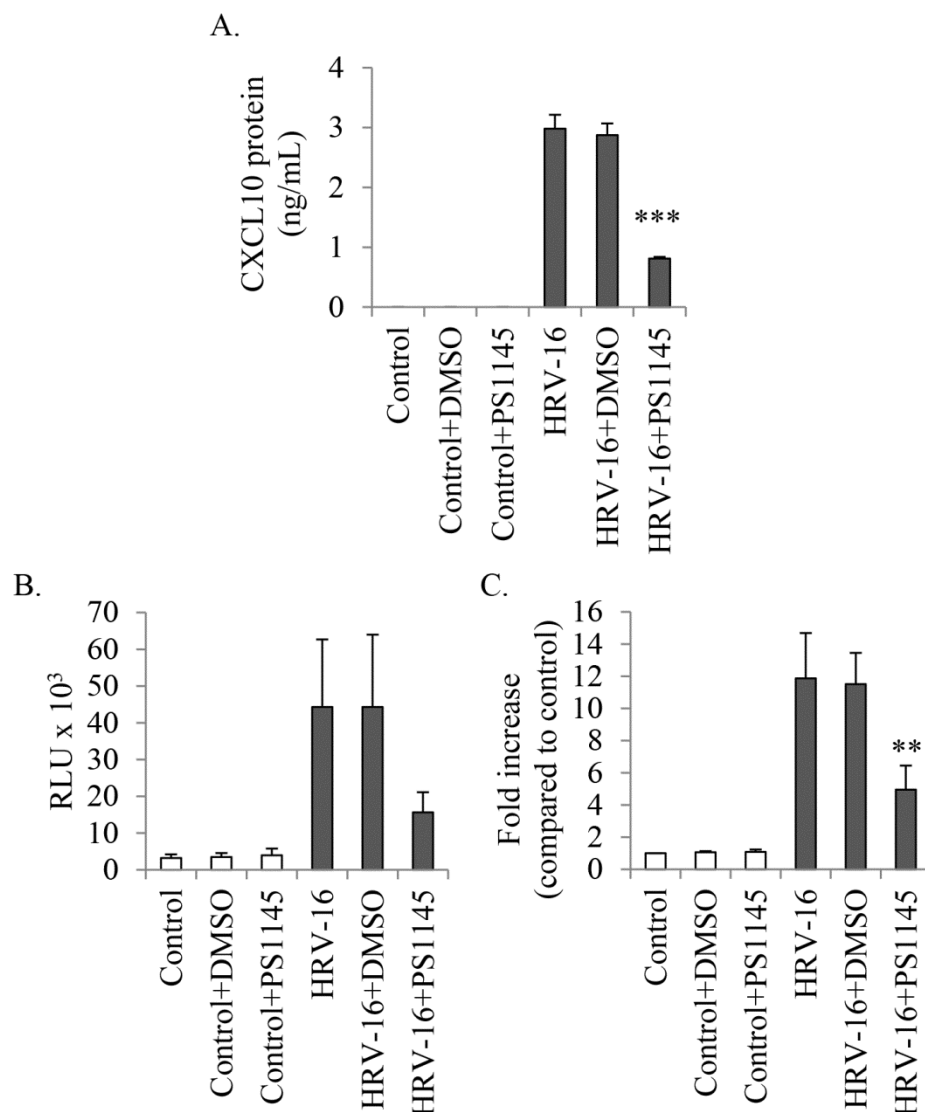 A.
CXCL10 protein
(ng/mL)
4
3
2
1
0
***
Control
Control+DMSO
Control+PS1145
HRV-16
HRV-16+DMSO
HRV-16+PS1145
B.
RLU x 10³
70
60
50
40
30
20
10
0
Control
Control+DMSO
Control+PS1145
HRV-16
HRV-16+DMSO
HRV-16+PS1145
C.
Fold increase
(compared to control)
16
14
12
10
8
6
4
2
0
**
Control
Control+DMSO
Control+PS1145
HRV-16
HRV-16+DMSO
HRV-16+PS1145